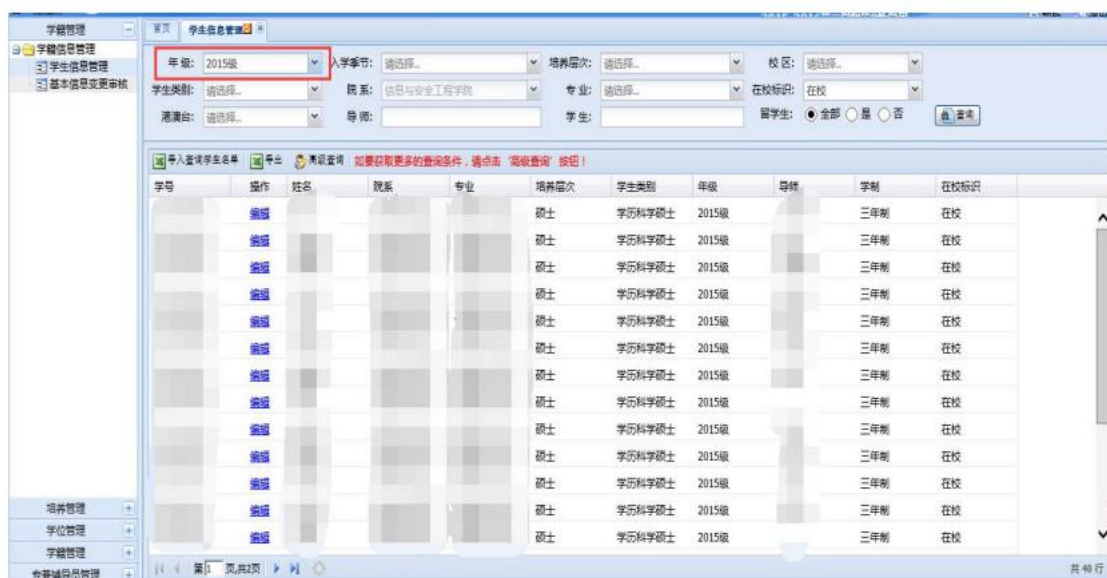 学籍管理
学籍信息管理
学生信息管理
基本信息变更审核
首页 学生信息管理
年级: 2015级 入学季节: 请选择... 培养层次: 请选择... 校区: 请选择...
学生类别: 请选择... 院系: 信息与安全工程学院 专业: 请选择... 在校标识: 在校
港澳台: 请选择... 导师: 学生: 留学生: 全部 是 否 查询
导入查询学生名单 导出 高级查询 如要获取更多的查询条件，请点击“高级查询”按钮！
学号 操作 姓名 院系 专业 培养层次 学生类别 年级 导师 学制 在校标识
编辑 硕士 学历科学硕士 2015级 三年制 在校
编辑 硕士 学历科学硕士 2015级 三年制 在校
编辑 硕士 学历科学硕士 2015级 三年制 在校
编辑 硕士 学历科学硕士 2015级 三年制 在校
编辑 硕士 学历科学硕士 2015级 三年制 在校
编辑 硕士 学历科学硕士 2015级 三年制 在校
编辑 硕士 学历科学硕士 2015级 三年制 在校
编辑 硕士 学历科学硕士 2015级 三年制 在校
编辑 硕士 学历科学硕士 2015级 三年制 在校
编辑 硕士 学历科学硕士 2015级 三年制 在校
编辑 硕士 学历科学硕士 2015级 三年制 在校
编辑 硕士 学历科学硕士 2015级 三年制 在校
编辑 硕士 学历科学硕士 2015级 三年制 在校
培养管理
学位管理
学籍管理
第1 页,共2页 共 40 行